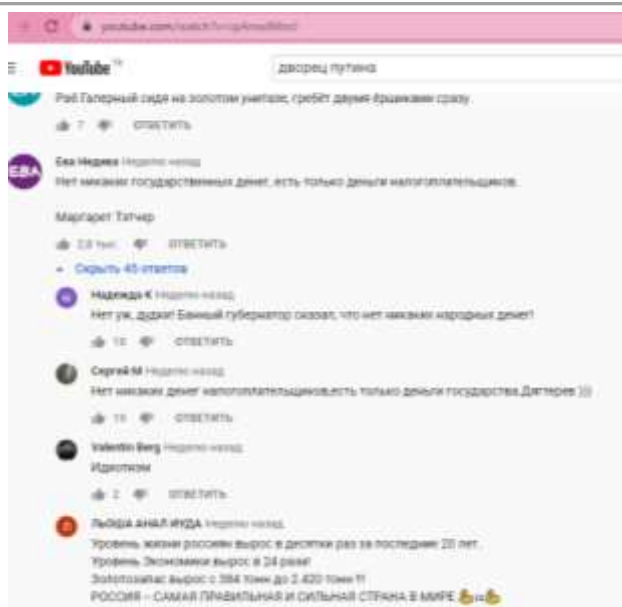 YouTube
дворец путина
Раб Галерный сидя на золотом унитазе, гребёт двумя ёршиками сразу.
7 ОТВЕТИТЬ
Ева Неделю назад
Нет никаких государственных денег, есть только деньги налогоплательщиков.
Маргарет Тэтчер
ОТВЕТИТЬ
Скрыть 45 ответов
Надежда К Неделю назад
Нет уж, дудки! Банный губернатор сказал, что нет никаких народных денег!
ОТВЕТИТЬ
Сергей М Неделю назад
Нет никаких денег налогоплательщиков,есть только деньги государства.Дягтерев )))
ОТВЕТИТЬ
Valentin Berg Неделю назад
Идиотизм
2 ОТВЕТИТЬ
Неделю назад
Уровень жизни россиян вырос в десятки раз за последние 20 лет.
Уровень Экономики вырос в 24 раза!
Золотозапас вырос с 384 тонн до 2.420 тонн !!
РОССИЯ - САМАЯ ПРАВИЛЬНАЯ И СИЛЬНАЯ СТРАНА В МИРЕ